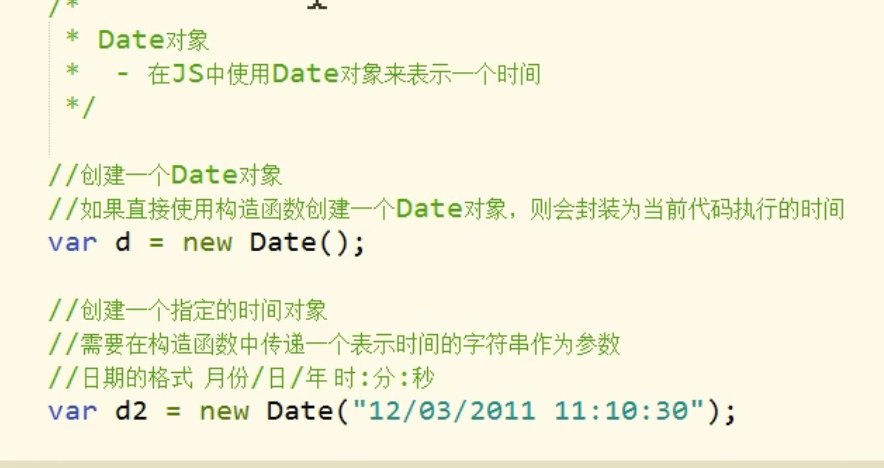 /*
* Date对象
* - 在JS中使用Date对象来表示一个时间
*/
//创建一个Date对象
//如果直接使用构造函数创建一个Date对象，则会封装为当前代码执行的时间
var d = new Date();
//创建一个指定的时间对象
//需要在构造函数中传递一个表示时间的字符串作为参数
//日期的格式 月份/日/年 时:分:秒
var d2 = new Date("12/03/2011 11:10:30");